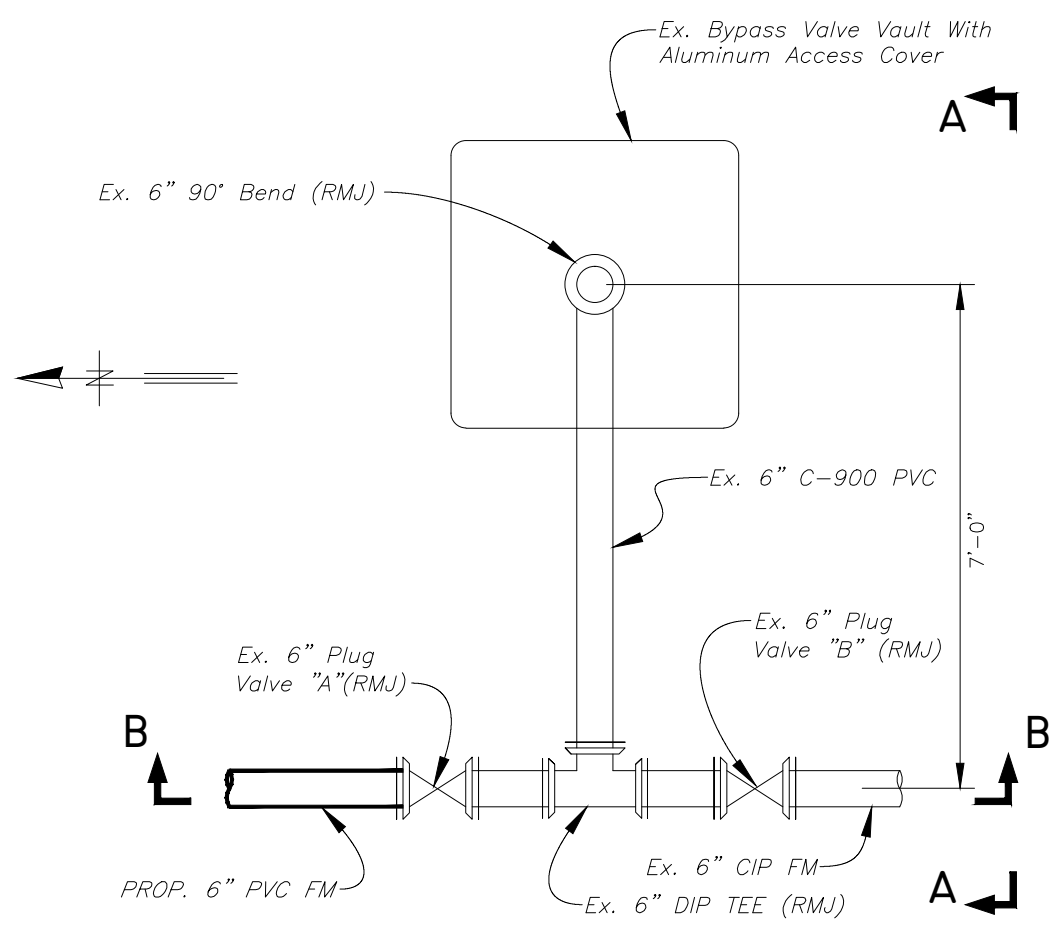 Ex. Bypass Valve Vault With
Aluminum Access Cover
A
Ex. 6" 90° Bend (RMJ)
N
Ex. 6" C-900 PVC
7'-0"
Ex. 6" Plug
Valve "B" (RMJ)
Ex. 6" Plug
Valve "A"(RMJ)
B
B
Ex. 6" CIP FM
PROP. 6" PVC FM
A
Ex. 6" DIP TEE (RMJ)